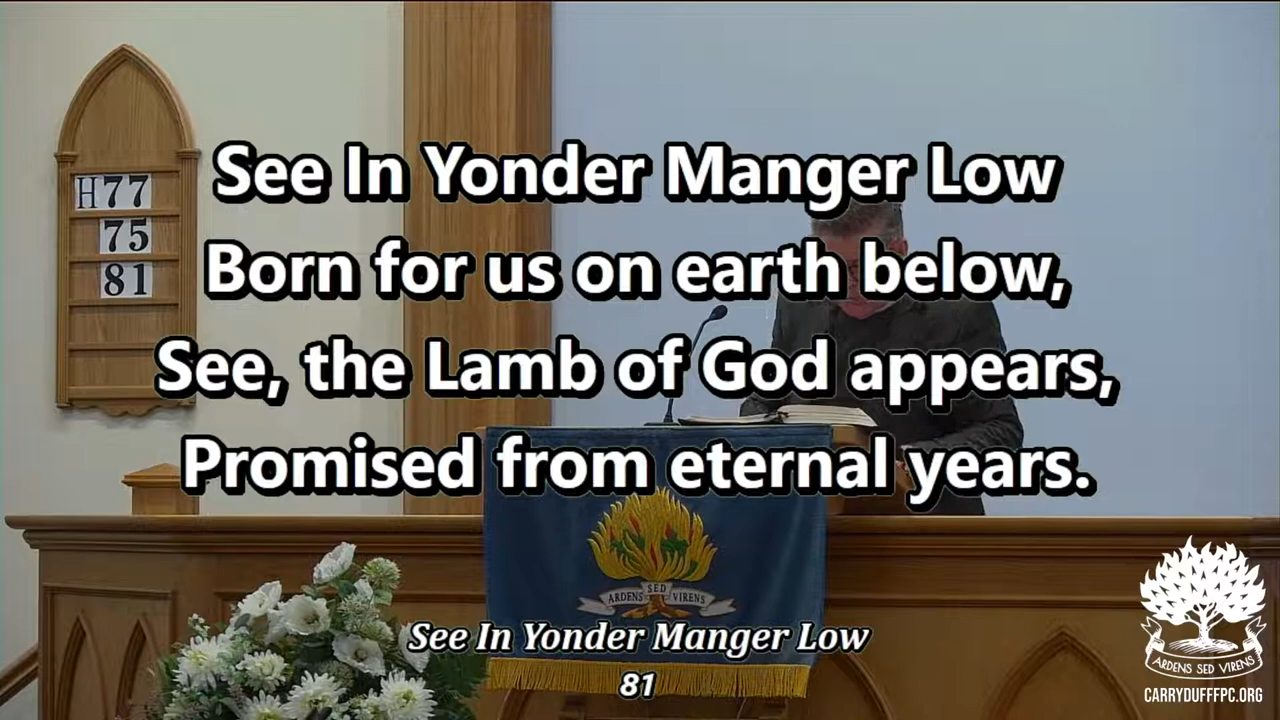 See In Yonder Manger Low
Born for us on earth below,
See, the Lamb of God appears,
Promised from eternal years.
H77
75
81
ARDENS SED VIRENS
See In Yonder Manger Low
81
ARDENS SED VIRENS
CARRYDUFFFPC.ORG